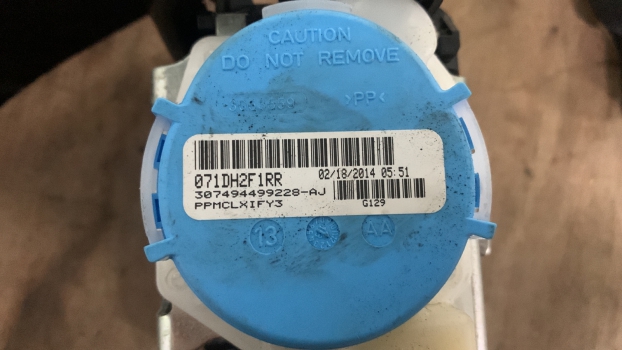 CAUTION
DO NOT REMOVE
>PP<
071DH2F1RR
02/18/2014 05:51
307494499228-AJ
PPMCLXIFY3
G129
13
AA